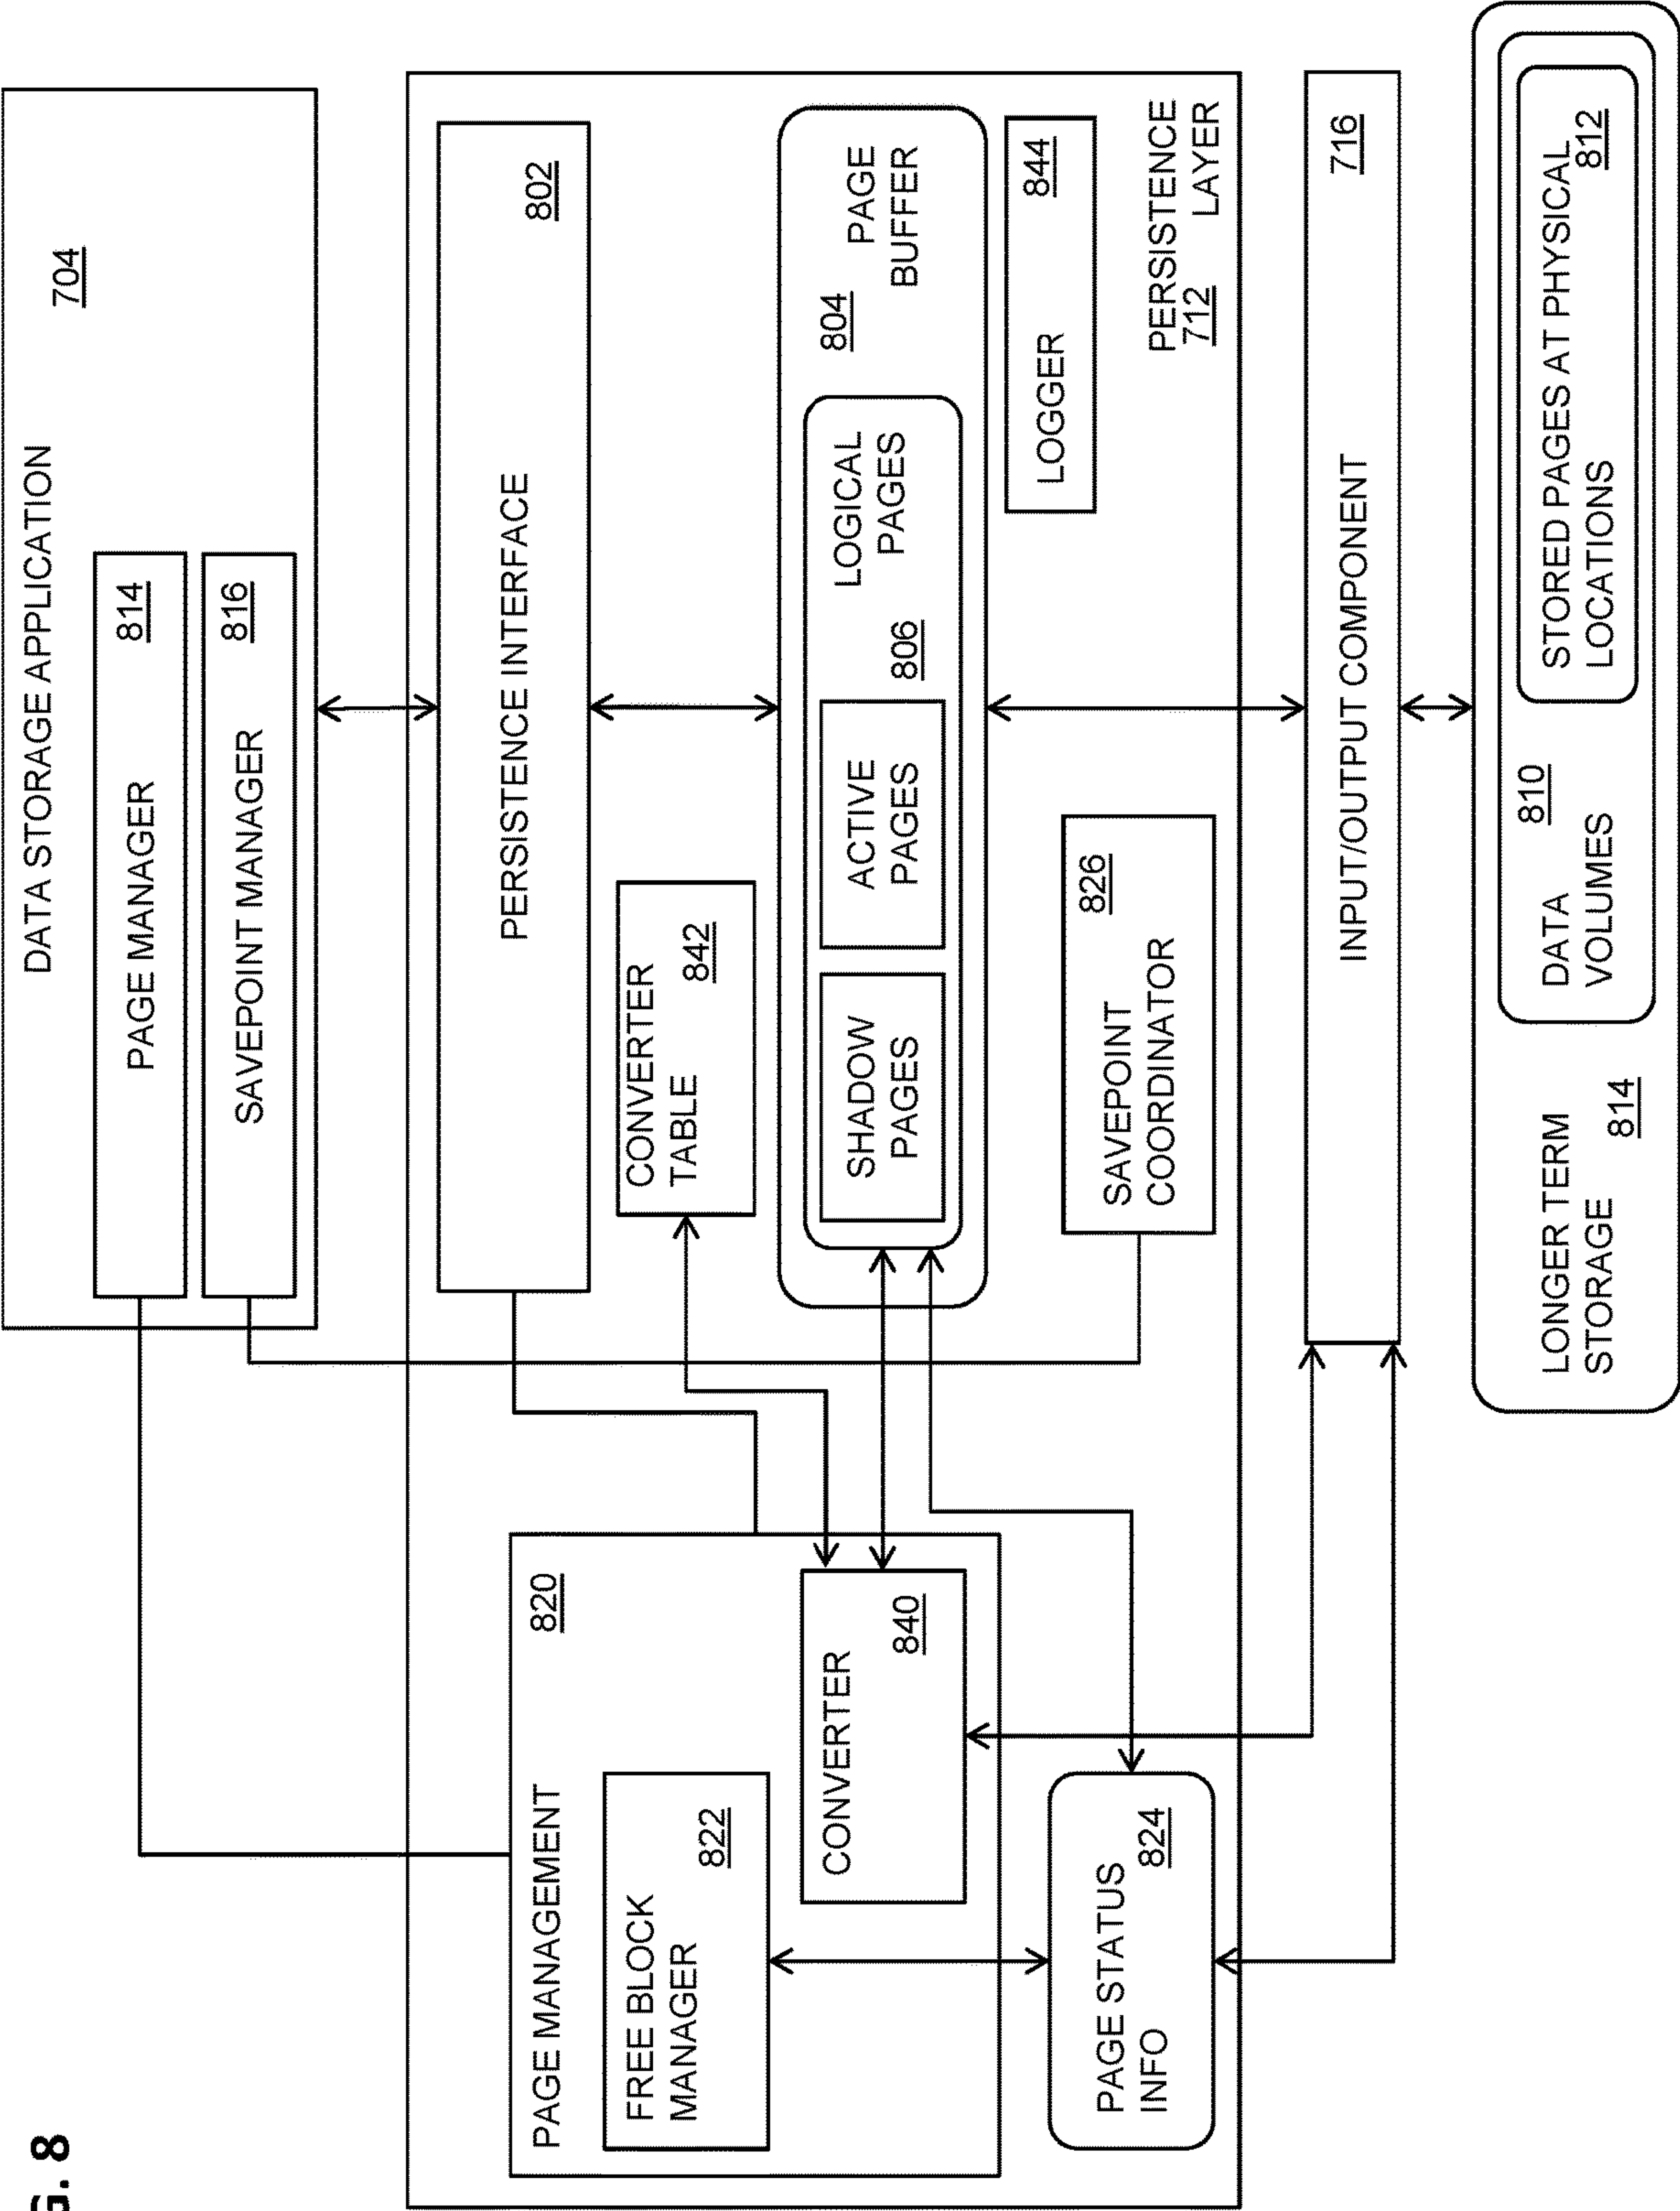 DATA STORAGE APPLICATION
704
PAGE MANAGER
814
SAVEPOINT MANAGER
816
PERSISTENCE INTERFACE
802
CONVERTER
TABLE
842
PAGE
BUFFER
804
LOGICAL
PAGES
806
ACTIVE
PAGES
SHADOW
PAGES
LOGGER
844
PERSISTENCE
LAYER
712
SAVEPOINT
COORDINATOR
826
PAGE MANAGEMENT
820
FREE BLOCK
MANAGER
822
CONVERTER
840
PAGE STATUS
INFO
824
INPUT/OUTPUT COMPONENT
716
LONGER TERM
STORAGE
814
DATA
VOLUMES
810
STORED PAGES AT PHYSICAL
LOCATIONS
812
G. 8